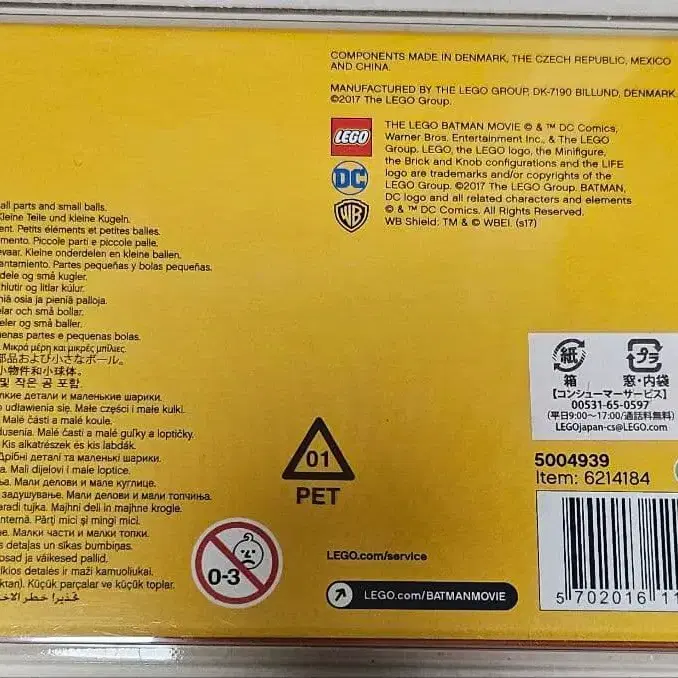 COMPONENTS MADE IN DENMARK, THE CZECH REPUBLIC, MEXICO
AND CHINA.
MANUFACTURED BY THE LEGO GROUP, DK-7190 BILLUND, DENMARK.
©2017 The LEGO Group.
LEGO
DC
WB
THE LEGO BATMAN MOVIE © & ™ DC Comics,
Warner Bros. Entertainment Inc., & The LEGO
Group. LEGO, the LEGO logo, the Minifigure,
the Brick and Knob configurations and the LIFE
logo are trademarks and/or copyrights of the
LEGO Group. ©2017 The LEGO Group. BATMAN,
DC logo and all related characters and elements
© & ™ DC Comics. All Rights Reserved.
WB Shield: TM & © WBEI. (s17)
all parts and small balls.
Kleine Teile und kleine Kugeln.
Petits éléments et petites balles.
Piccole parti e piccole palle.
Kleine onderdelen en kleine ballen.
Partes pequeñas y bolas pequeñas.
dele og små kugler.
hlutir og litlar kúlur.
osia ja pieniä palloja.
delar och små bollar.
deler og små baller.
partes e pequenas bolas.
Μικρά μέρη και μικρές μπίλιες.
部品および小さなボール。
小物件和小球体。
및 작은 공 포함
детали и маленькие шарики.
udławienia się. Małe części i małe kulki.
Malé části a malé koule.
dusenia. Malé časti a malé guľky a loptičky.
Kis alkatrészek és kis labdák.
Дрібні деталі та маленькі шарики.
Mali dijelovi i male loptice.
Мали делови и мале куглице.
задушување. Мали делови и мали топчиња.
tujka. Majhni deli in majhne krogle.
Părți mici și mingi mici.
Малки части и малки топки.
detaļas un sīkas bumbiņas.
osad ja väikesed pallid.
detalės ir maži kamuoliukai.
Küçük parçalar ve küçük toplar.
0-3
01
PET
LEGO.com/service
LEGO.com/BATMANMOVIE
紙
プラ
箱
窓・内袋
【コンシューマーサービス】
00531-65-0597
(平日9:00〜17:00/通話料無料)
LEGOjapan-cs@LEGO.com
5004939
Item: 6214184
5 702016 11